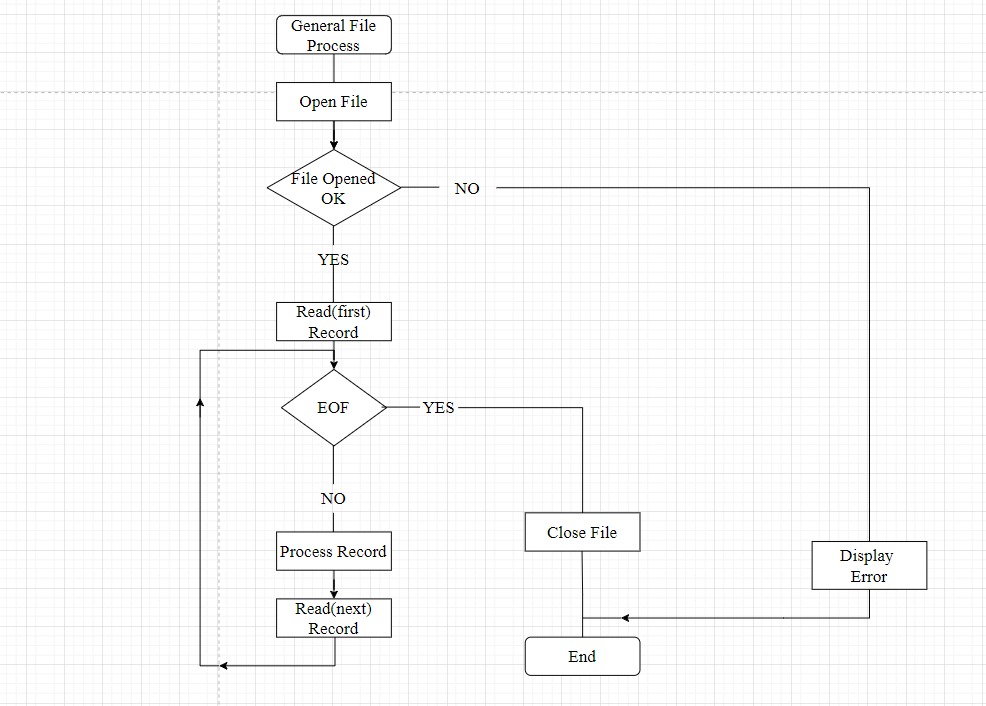 General File
Process
Open File
File Opened
OK
NO
YES
Read(first)
Record
EOF
YES
NO
Process Record
Read(next)
Record
Close File
Display
Error
End